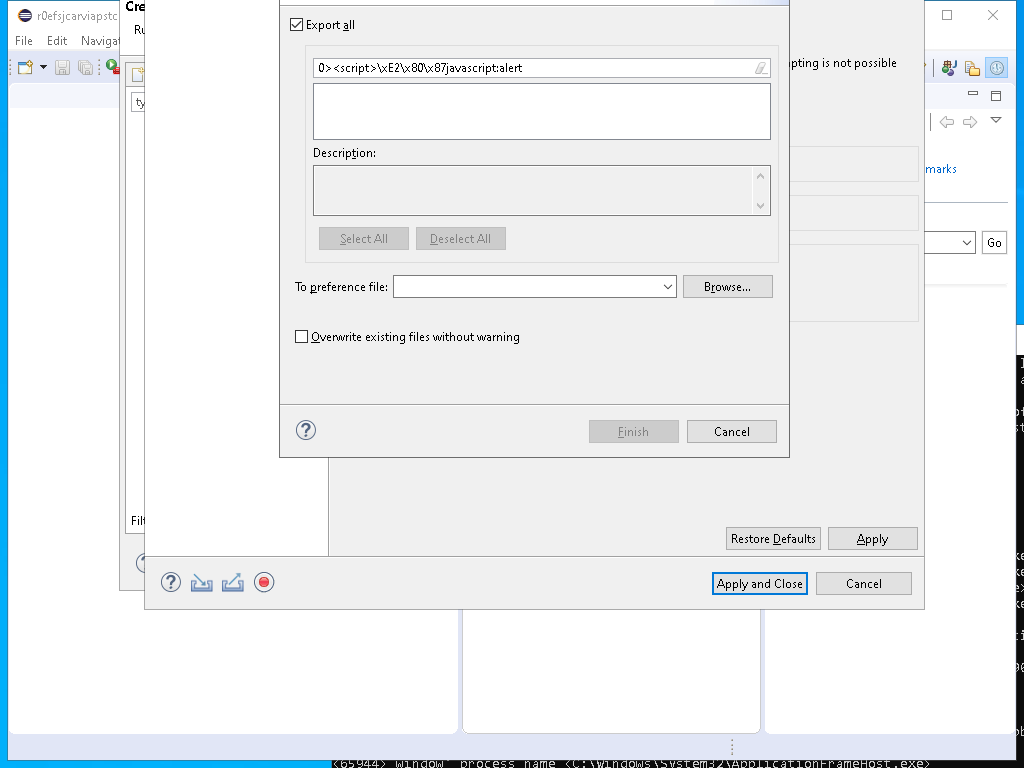 r0efsjcarviapstc
Cre
File Edit Navigat
Ru
ty
Filt
Export all
0><script>\xE2\x80\x87javascript:alert
Description:
Select All Deselect All
To preference file: Browse...
Overwrite existing files without warning
Finish Cancel
pting is not possible
marks
Go
Restore Defaults Apply
Apply and Close Cancel
<65944) Window" process name <C:\Windows\System32\ApplicationFrameHost.exe>